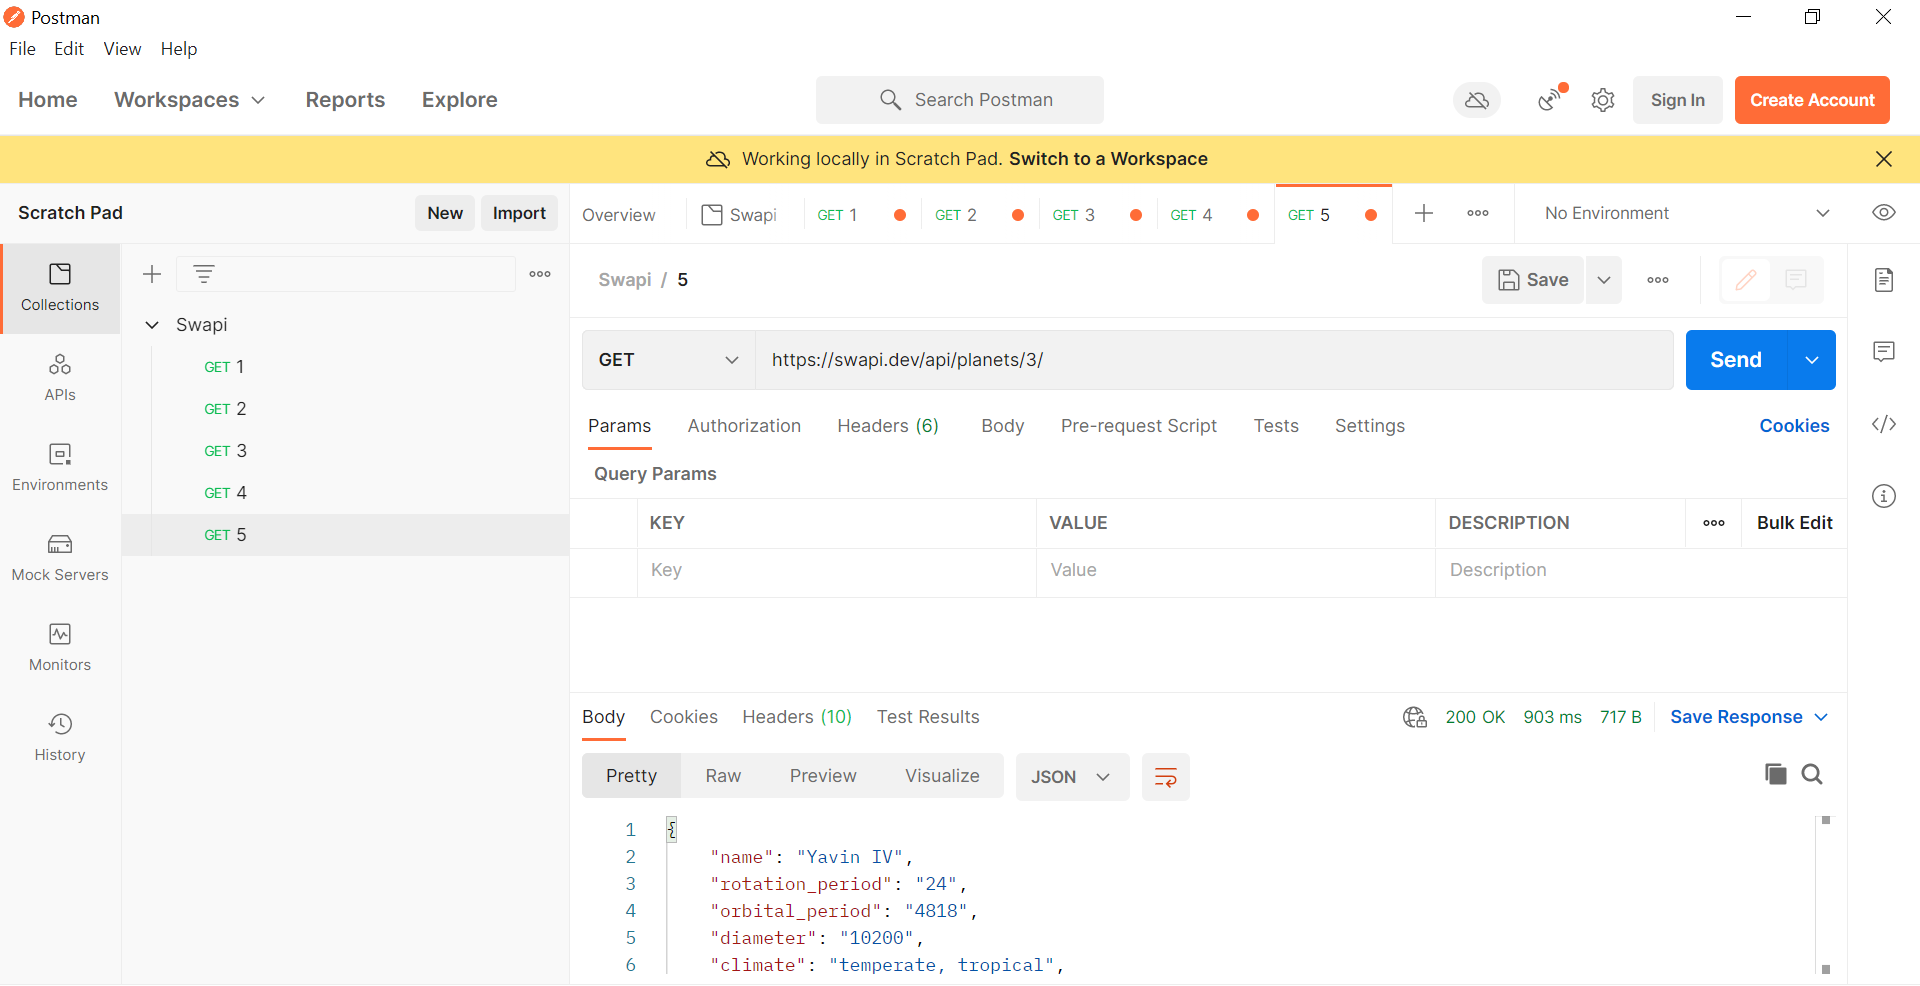 Postman
File Edit View Help
Home Workspaces Reports Explore Search Postman Sign In Create Account
Working locally in Scratch Pad. Switch to a Workspace
Scratch Pad New Import
Overview Swapi GET 1 GET 2 GET 3 GET 4 GET 5 No Environment
Collections
APIs
Environments
Mock Servers
Monitors
History
Swapi
GET 1
GET 2
GET 3
GET 4
GET 5
Swapi / 5 Save
GET https://swapi.dev/api/planets/3/ Send
Params Authorization Headers (6) Body Pre-request Script Tests Settings Cookies
Query Params
KEY VALUE DESCRIPTION Bulk Edit
Key Value Description
Body Cookies Headers (10) Test Results 200 OK 903 ms 717 B Save Response
Pretty Raw Preview Visualize JSON
1 {
2 "name": "Yavin IV",
3 "rotation_period": "24",
4 "orbital_period": "4818",
5 "diameter": "10200",
6 "climate": "temperate, tropical",